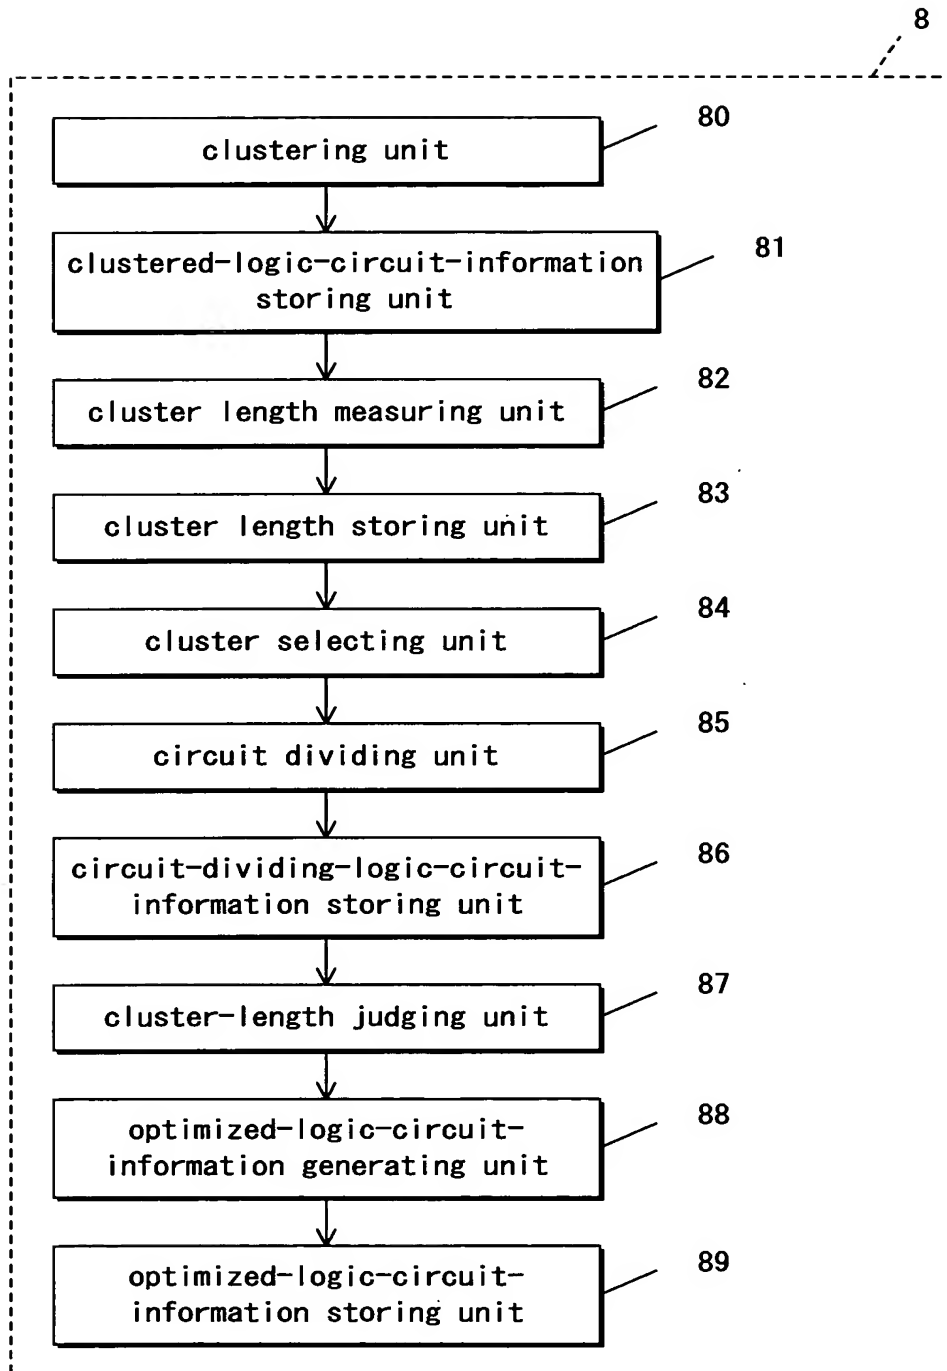 8
80
clustering unit
81
clustered-logic-circuit-information
storing unit
82
cluster length measuring unit
83
cluster length storing unit
84
cluster selecting unit
85
circuit dividing unit
86
circuit-dividing-logic-circuit-
information storing unit
87
cluster-length judging unit
88
optimized-logic-circuit-
information generating unit
89
optimized-logic-circuit-
information storing unit